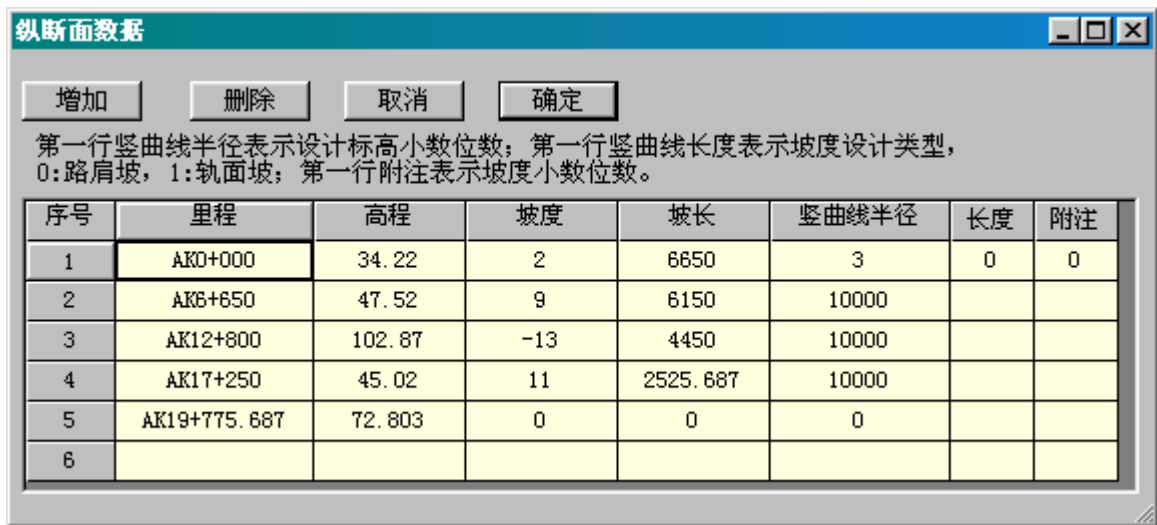 纵断面数据
增加 删除 取消 确定
第一行竖曲线半径表示设计标高小数位数；第一行竖曲线长度表示坡度设计类型，
0:路肩坡，1:轨面坡；第一行附注表示坡度小数位数。
序号 里程 高程 坡度 坡长 竖曲线半径 长度 附注
1 AK0+000 34.22 2 6650 3 0 0
2 AK6+650 47.52 9 6150 10000
3 AK12+800 102.87 -13 4450 10000
4 AK17+250 45.02 11 2525.687 10000
5 AK19+775.687 72.803 0 0 0
6